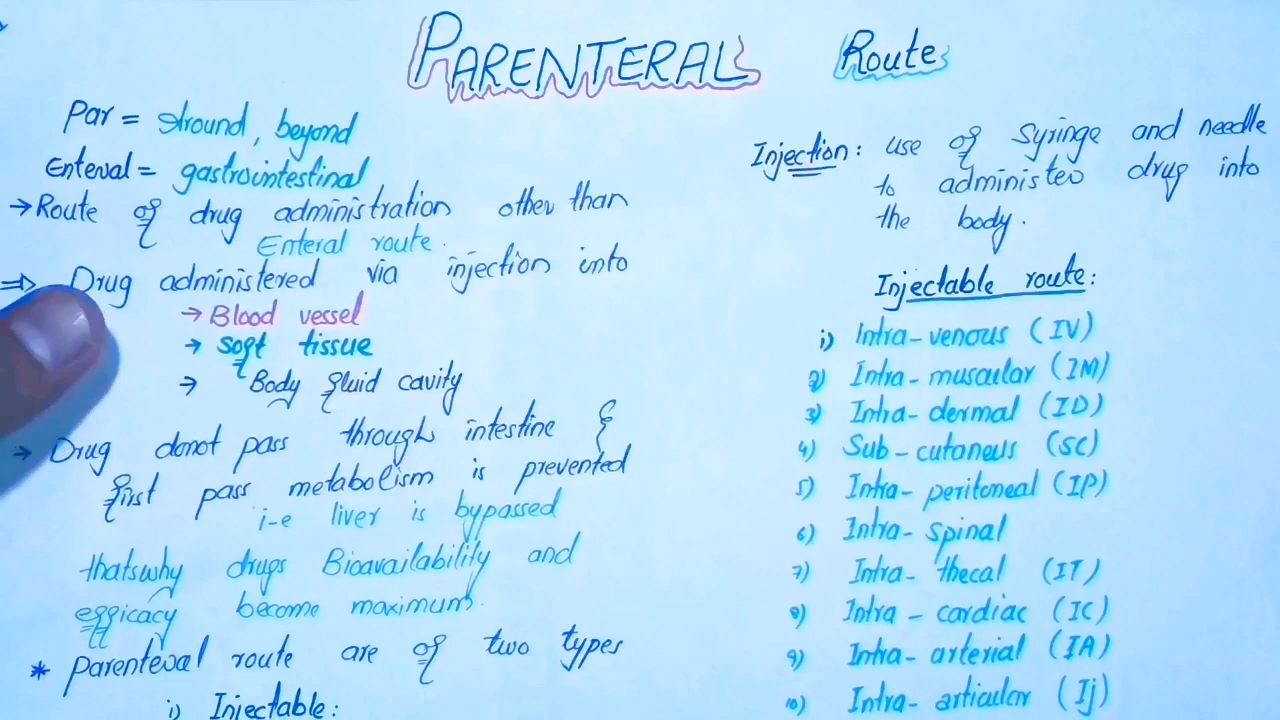 PARENTERAL Route
Par = around, beyond
Enteral = gastrointestinal
→ Route of drug administration other than
Enteral route.
⇒ Drug administered via injection into
→ Blood vessel
→ soft tissue
→ Body fluid cavity
→ Drug donot pass through intestine &
first pass metabolism is prevented
i-e liver is bypassed
thatswhy drugs Bioavailability and
efficacy become maximum.
* Parenteral route are of two types
i) Injectable:
Injection: use of Syringe and needle
to administer drug into
the body.
Injectable route:
1) Intra-venous (IV)
2) Intra-muscular (IM)
3) Intra-dermal (ID)
4) Sub-cutaneus (SC)
5) Intra-peritoneal (IP)
6) Intra-spinal
7) Intra-thecal (IT)
8) Intra-cardiac (IC)
9) Intra-arterial (IA)
10) Intra-articular (Ij)